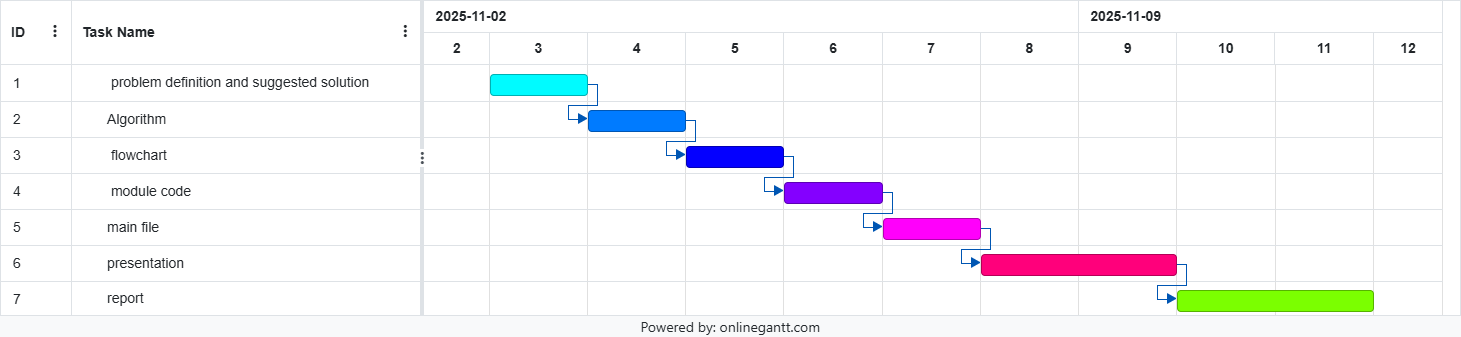 ID Task Name 2025-11-02 2025-11-09
2 3 4 5 6 7 8 9 10 11 12
1 problem definition and suggested solution
2 Algorithm
3 flowchart
4 module code
5 main file
6 presentation
7 report
Powered by: onlinegantt.com